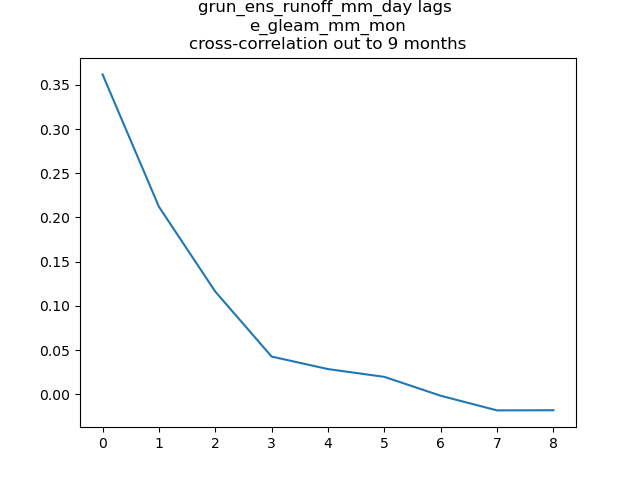 grun_ens_runoff_mm_day lags
e_gleam_mm_mon
cross-correlation out to 9 months
0.35
0.30
0.25
0.20
0.15
0.10
0.05
0.00
0 1 2 3 4 5 6 7 8